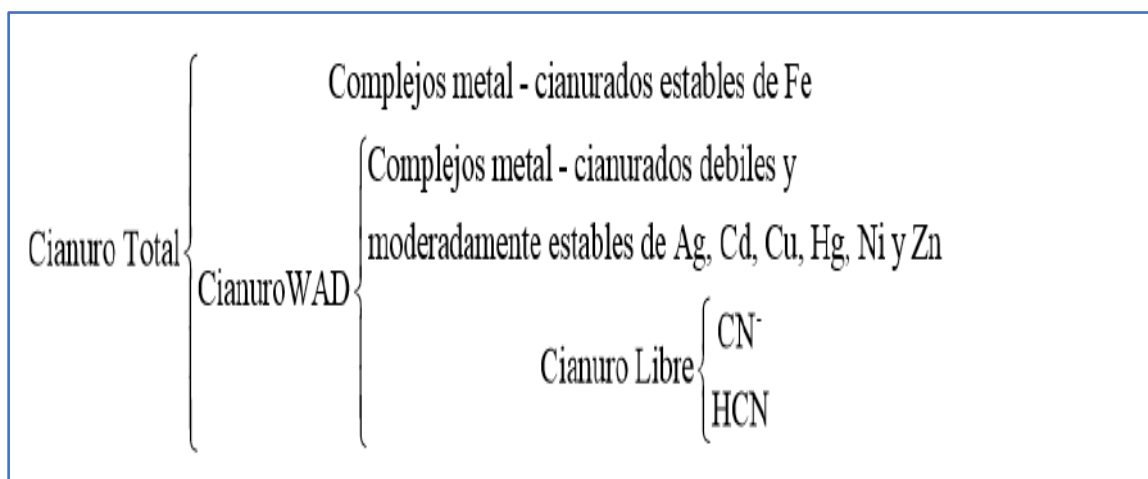 Complejos metal - cianurados estables de Fe
Complejos metal - cianurados debiles y
moderadamente estables de Ag, Cd, Cu, Hg, Ni y Zn
Cianuro Total
CianuroWAD
CN-
Cianuro Libre
HCN